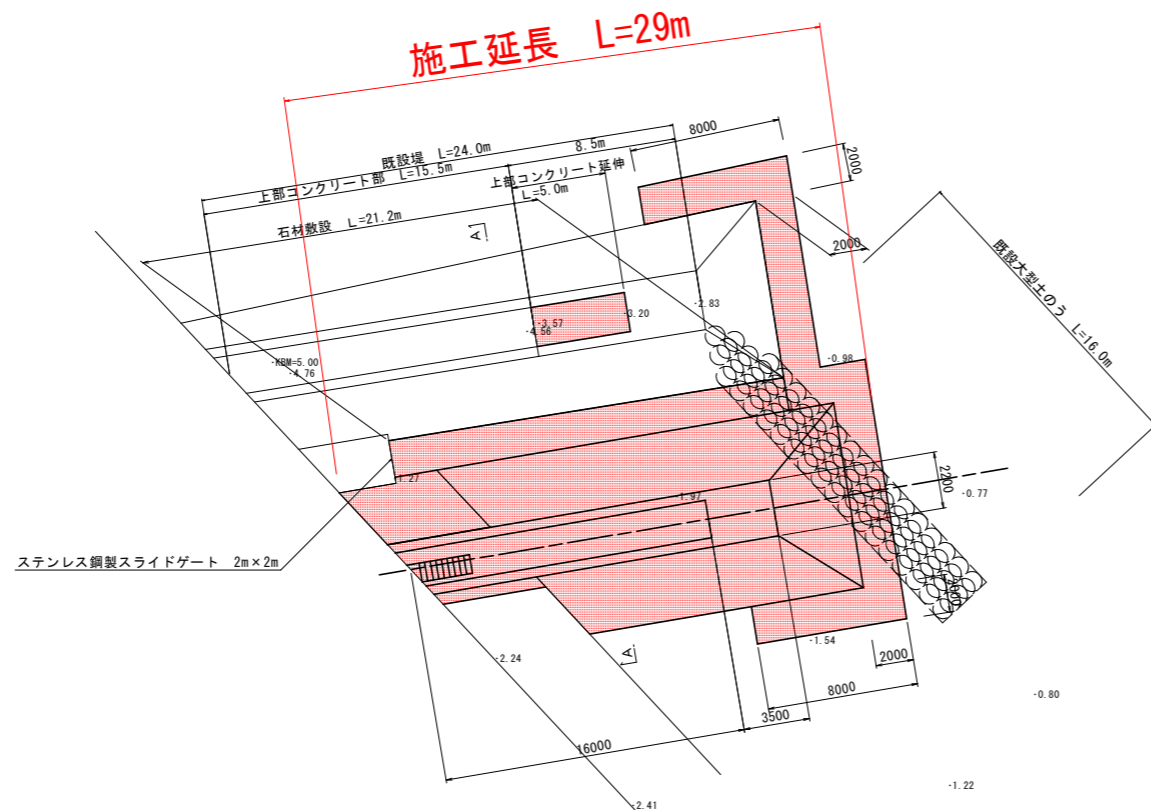 施工延長 L=29m
既設堤 L=24.0m
8.5m
8000
2000
上部コンクリート部 L=15.5m
上部コンクリート延伸
L=5.0m
石材敷設 L=21.2m
A
2000
既設大型土のう L=16.0m
-2.83
-3.20
-3.57
-4.56
-KBM=5.00
-4.76
-0.98
-1.27
-1.97
2200
-0.77
ステンレス鋼製スライドゲート 2m×2m
2000
-1.54
A
-2.24
2000
8000
3500
16000
-0.80
-1.22
-2.41